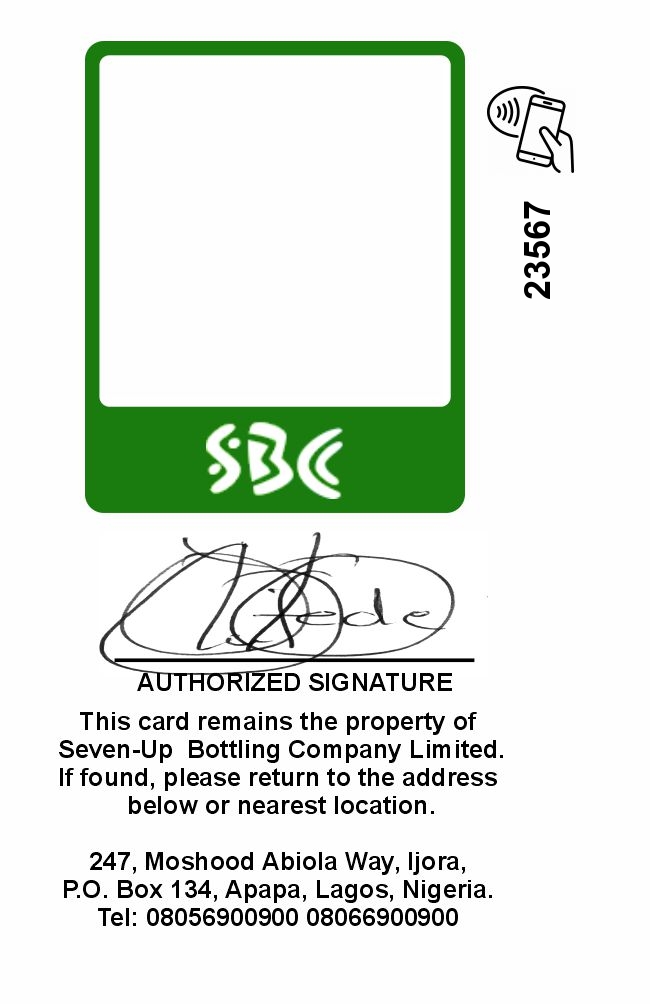 23567
SBC
AUTHORIZED SIGNATURE
This card remains the property of
Seven-Up Bottling Company Limited.
If found, please return to the address
below or nearest location.
247, Moshood Abiola Way, Ijora,
P.O. Box 134, Apapa, Lagos, Nigeria.
Tel: 08056900900 08066900900